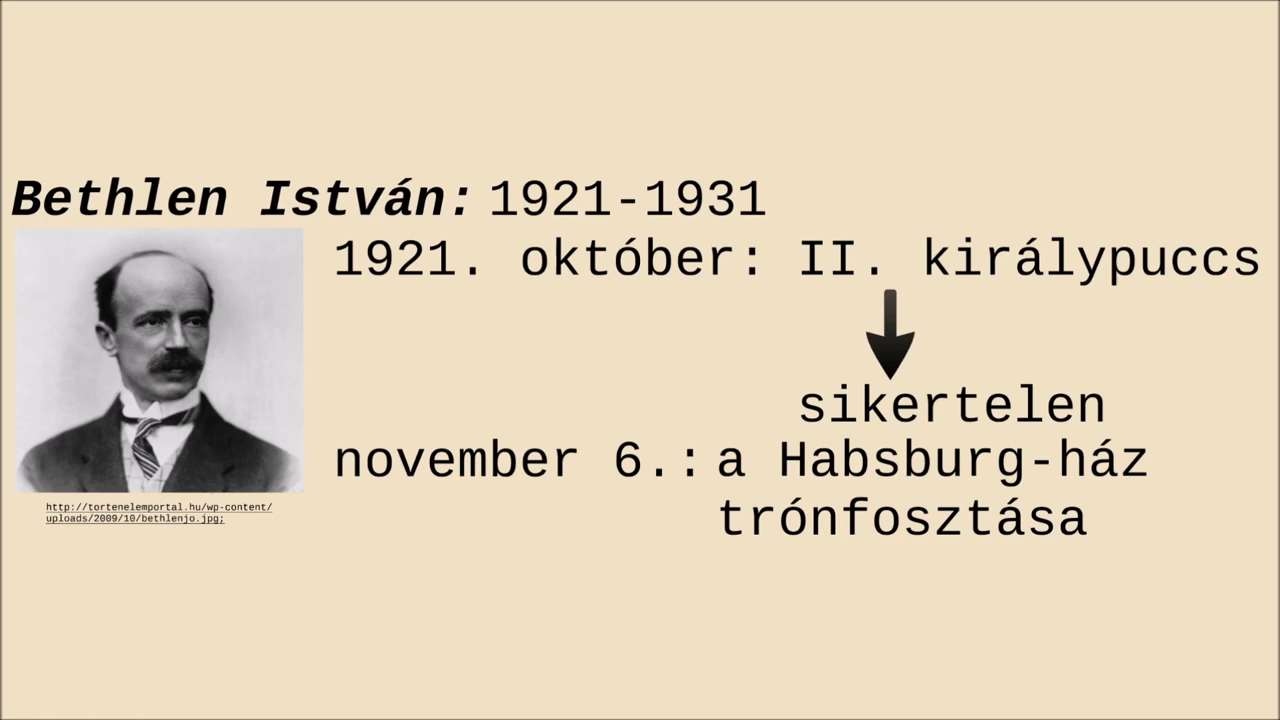 Bethlen István: 1921-1931
1921. október: II. királypuccs
sikertelen
november 6.: a Habsburg-ház
trónfosztása
http://tortenelemportal.hu/wp-content/
uploads/2009/10/bethlenjo.jpg;